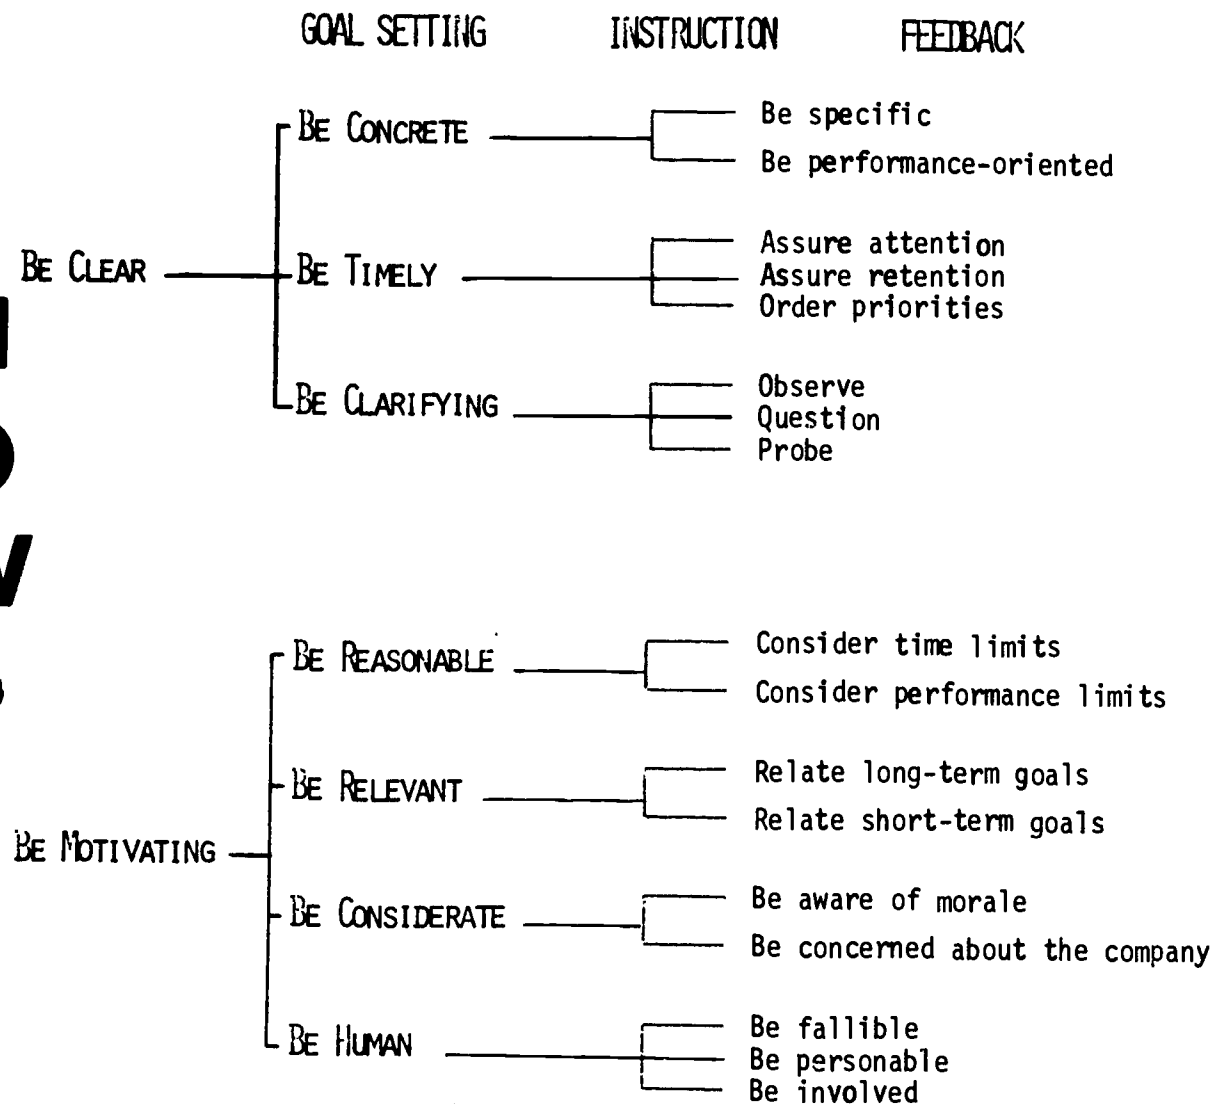 GOAL SETTING INSTRUCTION FEEDBACK
BE CONCRETE
Be specific
Be performance-oriented
BE CLEAR
BE TIMELY
Assure attention
Assure retention
Order priorities
BE CLARIFYING
Observe
Question
Probe
BE REASONABLE
Consider time limits
Consider performance limits
BE RELEVANT
Relate long-term goals
Relate short-term goals
BE MOTIVATING
BE CONSIDERATE
Be aware of morale
Be concerned about the company
BE HUMAN
Be fallible
Be personable
Be involved